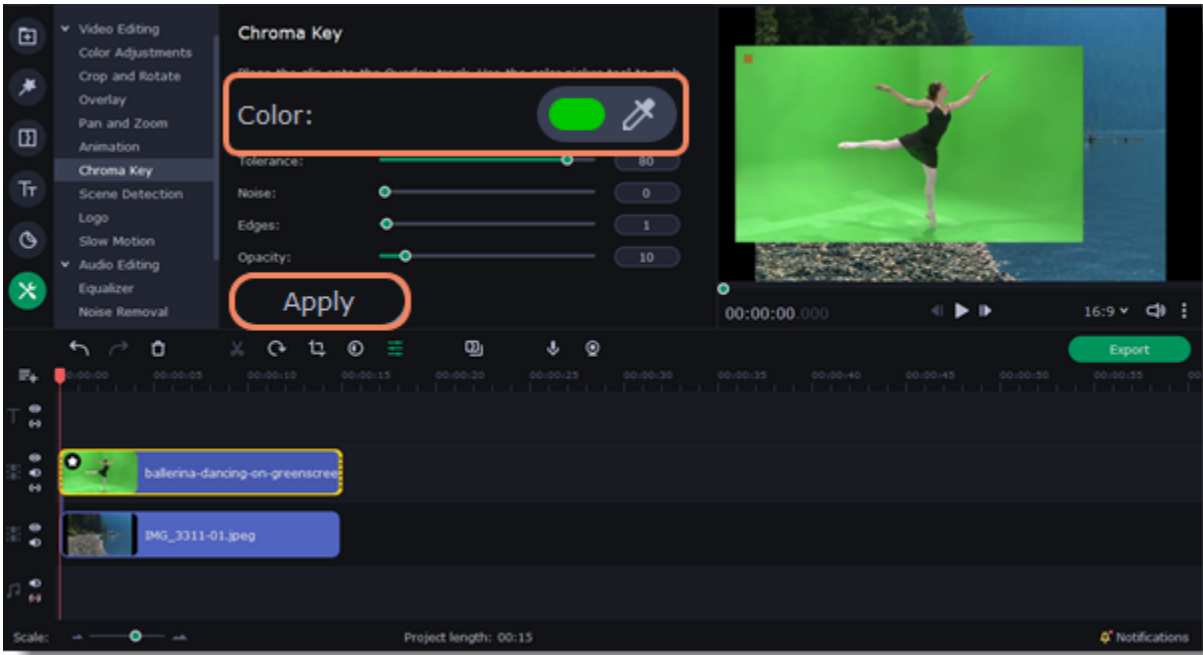 Video Editing
Color Adjustments
Crop and Rotate
Overlay
Pan and Zoom
Animation
Chroma Key
Scene Detection
Logo
Slow Motion
Audio Editing
Equalizer
Noise Removal
Chroma Key
Color:
Tolerance: 80
Noise: 0
Edges: 1
Opacity: 10
Apply
00:00:00.000
16:9
Export
00:00:00 00:00:05 00:00:10 00:00:15 00:00:20 00:00:25 00:00:30 00:00:35 00:00:40 00:00:45 00:00:50 00:00:55
ballerina-dancing-on-greenscree
IMG_3311-01.jpeg
Scale:
Project length: 00:15
Notifications